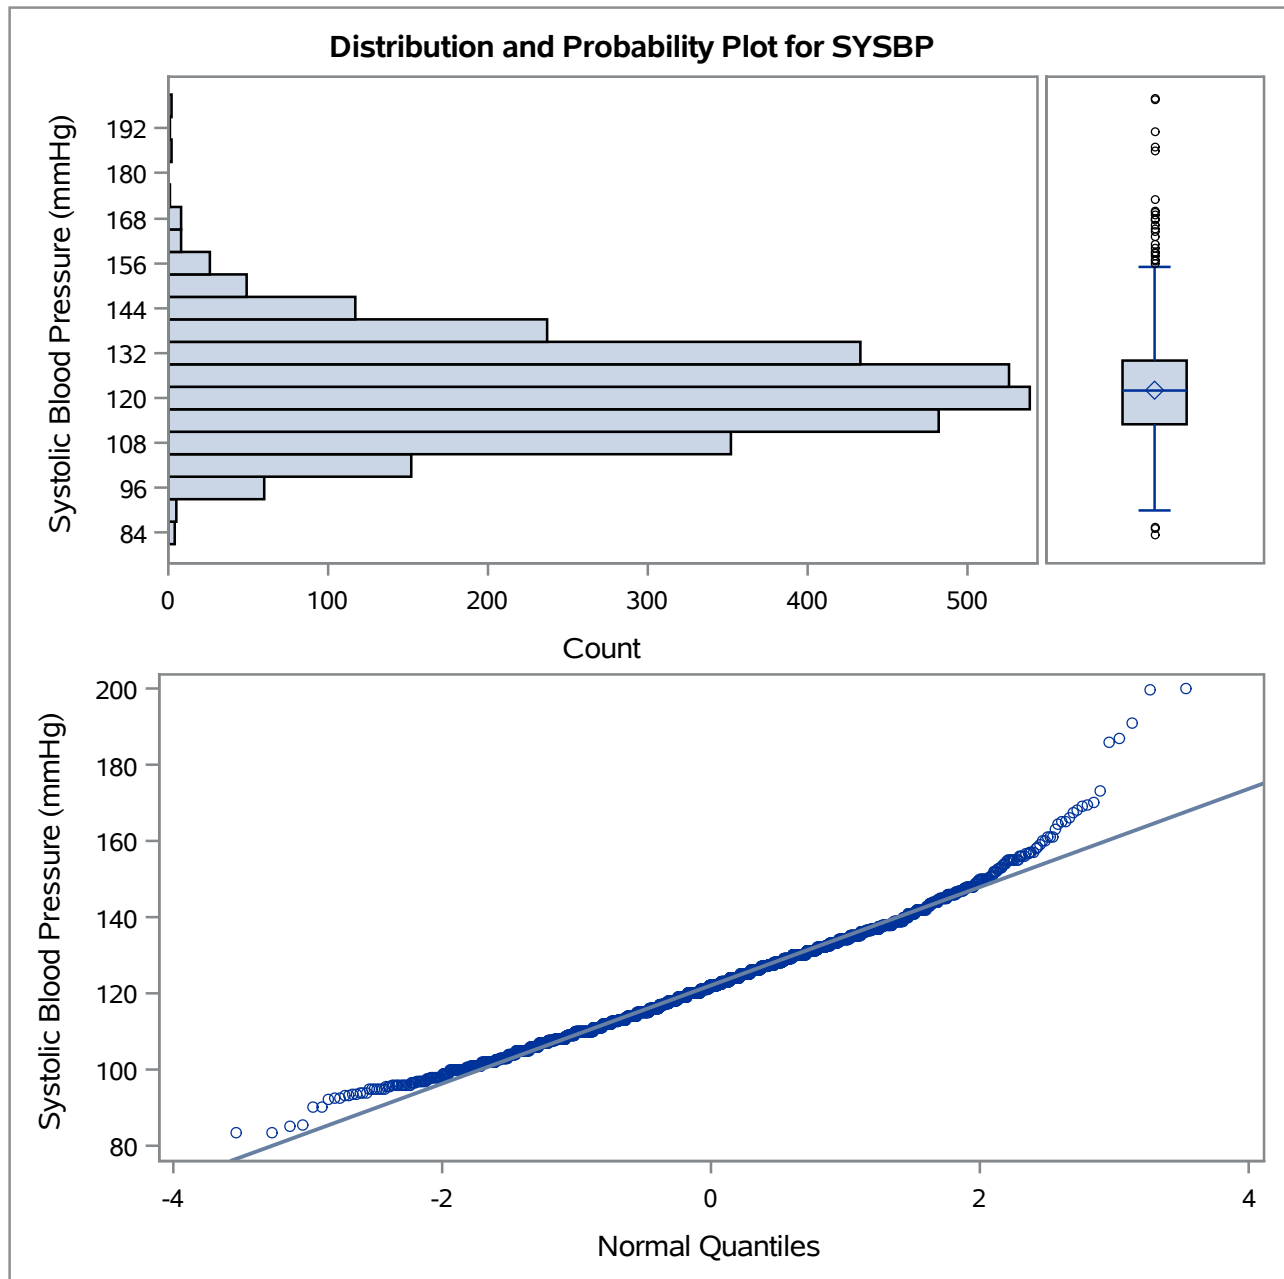 Distribution and Probability Plot for SYSBP
Systolic Blood Pressure (mmHg)
192
180
168
156
144
132
120
108
96
84
0 100 200 300 400 500
Count
Systolic Blood Pressure (mmHg)
200
180
160
140
120
100
80
-4 -2 0 2 4
Normal Quantiles